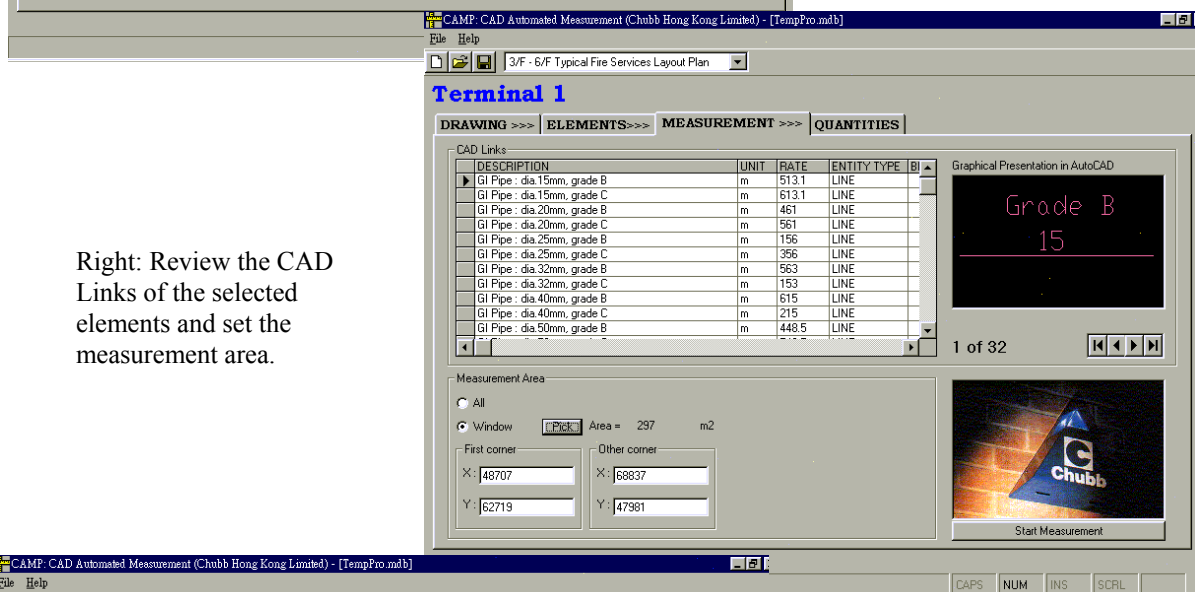 CAMP: CAD Automated Measurement (Chubb Hong Kong Limited) - [TempPro.mdb]
File Help
3/F - 6/F Typical Fire Services Layout Plan
Terminal 1
DRAWING >>> ELEMENTS>>> MEASUREMENT >>> QUANTITIES
CAD Links
DESCRIPTION UNIT RATE ENTITY TYPE
GI Pipe : dia.15mm, grade B m 513.1 LINE
GI Pipe : dia.15mm, grade C m 613.1 LINE
GI Pipe : dia.20mm, grade B m 461 LINE
GI Pipe : dia.20mm, grade C m 561 LINE
GI Pipe : dia.25mm, grade B m 156 LINE
GI Pipe : dia.25mm, grade C m 356 LINE
GI Pipe : dia.32mm, grade B m 563 LINE
GI Pipe : dia.32mm, grade C m 153 LINE
GI Pipe : dia.40mm, grade B m 615 LINE
GI Pipe : dia.40mm, grade C m 215 LINE
GI Pipe : dia.50mm, grade B m 448.5 LINE
Graphical Presentation in AutoCAD
Grade B
15
1 of 32
Right: Review the CAD
Links of the selected
elements and set the
measurement area.
Measurement Area
All
Window Pick Area = 297 m2
First corner Other corner
X: 48707 X: 68837
Y: 62719 Y: 47981
Chubb
Start Measurement
CAMP: CAD Automated Measurement (Chubb Hong Kong Limited) - [TempPro.mdb]
File Help
CAPS NUM INS SCRL